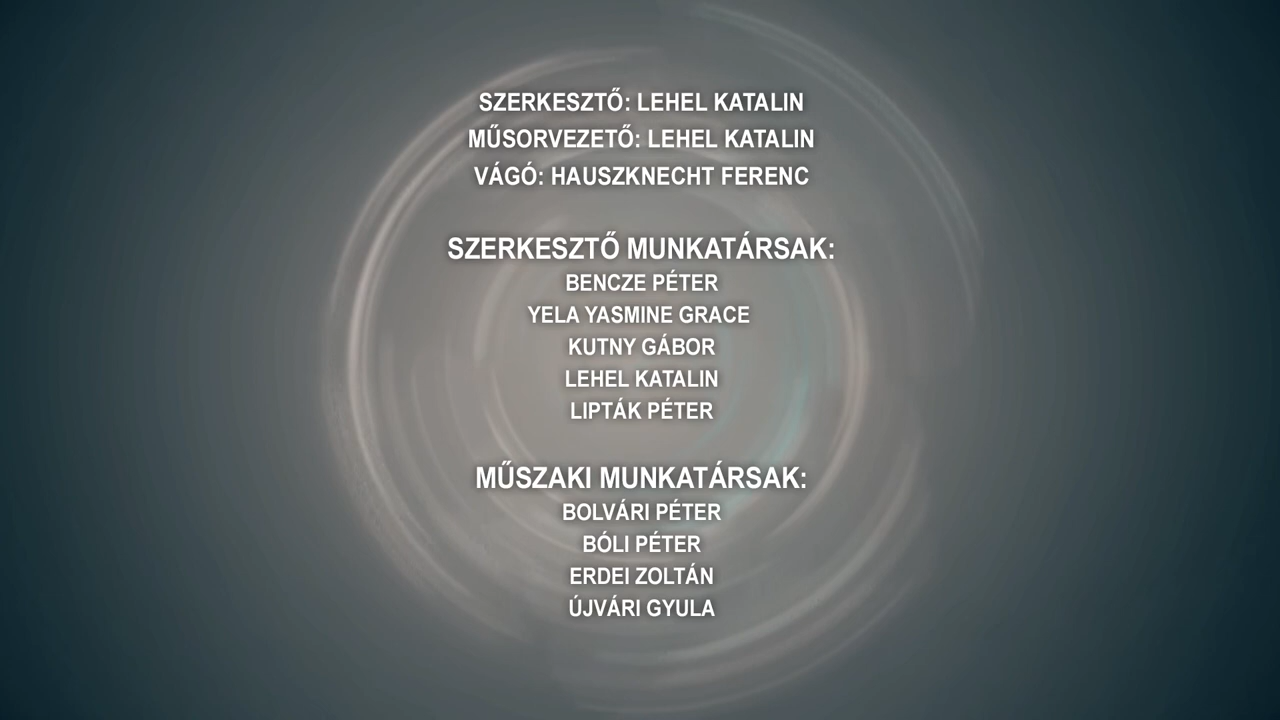 SZERKESZTŐ: LEHEL KATALIN
MŰSORVEZETŐ: LEHEL KATALIN
VÁGÓ: HAUSZKNECHT FERENC
SZERKESZTŐ MUNKATÁRSAK:
BENCZE PÉTER
YELA YASMINE GRACE
KUTNY GÁBOR
LEHEL KATALIN
LIPTÁK PÉTER
MŰSZAKI MUNKATÁRSAK:
BOLVÁRI PÉTER
BÓLI PÉTER
ERDEI ZOLTÁN
ÚJVÁRI GYULA